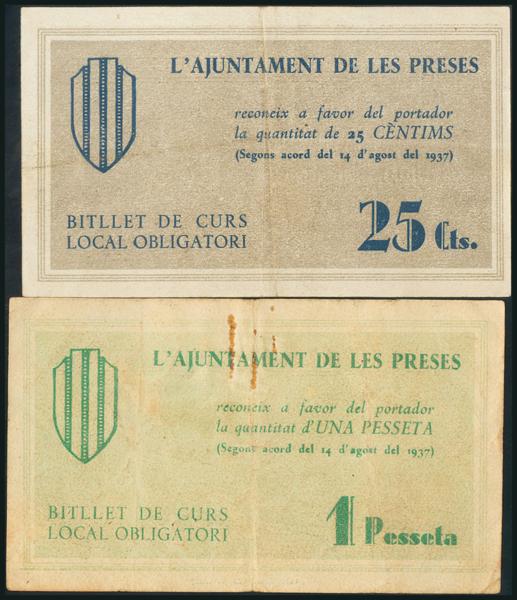 L'AJUNTAMENT DE LES PRESES
reconeix a favor del portador
la quantitat de 25 CÈNTIMS
(Segons acord del 14 d'agost del 1937)
BITLLET DE CURS
LOCAL OBLIGATORI
25 Cts.
L'AJUNTAMENT DE LES PRESES
reconeix a favor del portador
la quantitat d'UNA PESSETA
(Segons acord del 14 d'agost del 1937)
BITLLET DE CURS
LOCAL OBLIGATORI
1 Pesseta